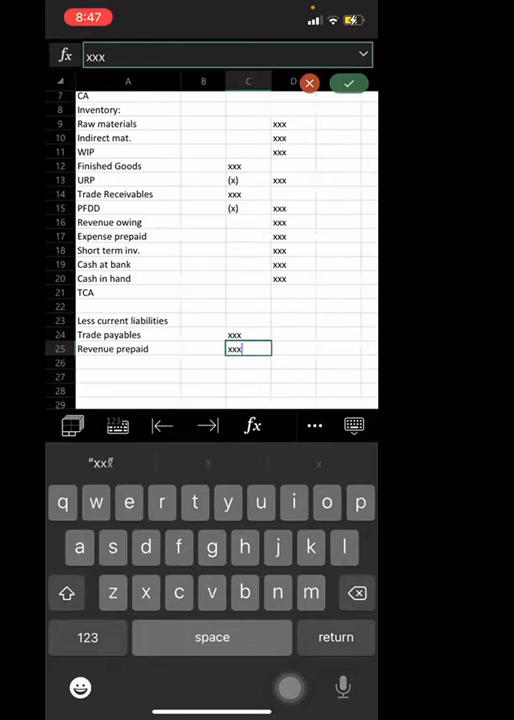 8:47
fx xxx
A B C D
7 CA
8 Inventory:
9 Raw materials xxx
10 Indirect mat. xxx
11 WIP xxx
12 Finished Goods xxx
13 URP (x) xxx
14 Trade Receivables xxx
15 PFDD (x) xxx
16 Revenue owing xxx
17 Expense prepaid xxx
18 Short term inv. xxx
19 Cash at bank xxx
20 Cash in hand xxx
21 TCA
22
23 Less current liabilities
24 Trade payables xxx
25 Revenue prepaid xxx
26
27
28
29
123 fx
"xx" x x
q w e r t y u i o p
a s d f g h j k l
z x c v b n m
123 space return